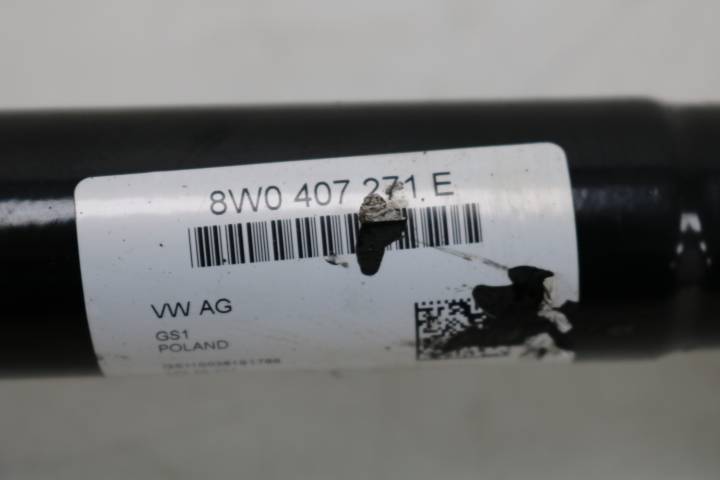 8W0 407 271 E
VW AG
GS1
POLAND